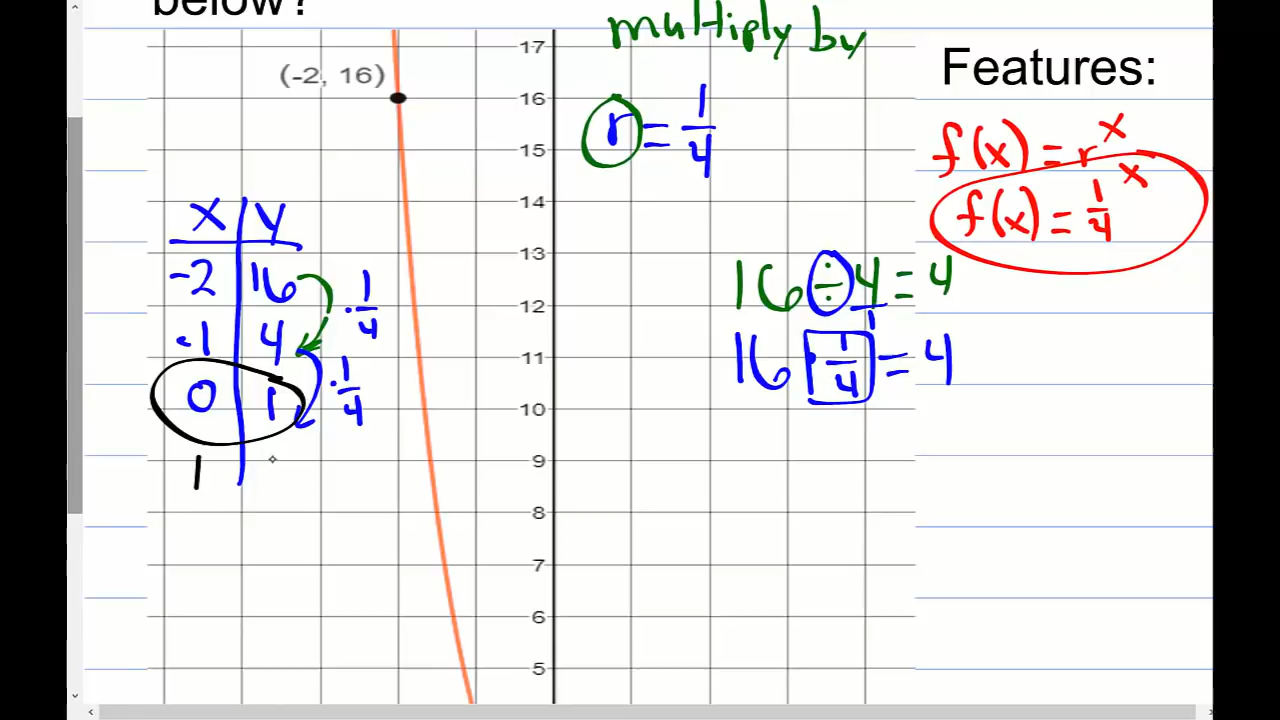 below?
multiply by
Features:
(-2, 16)
17
16
15
14
13
12
11
10
9
8
7
6
5
r = 1/4
f(x) = r^x
f(x) = 1/4^x
x y
-2 16
-1 4
0 1
1
· 1/4
· 1/4
16 ÷ 4/1 = 4
16 · 1/4 = 4